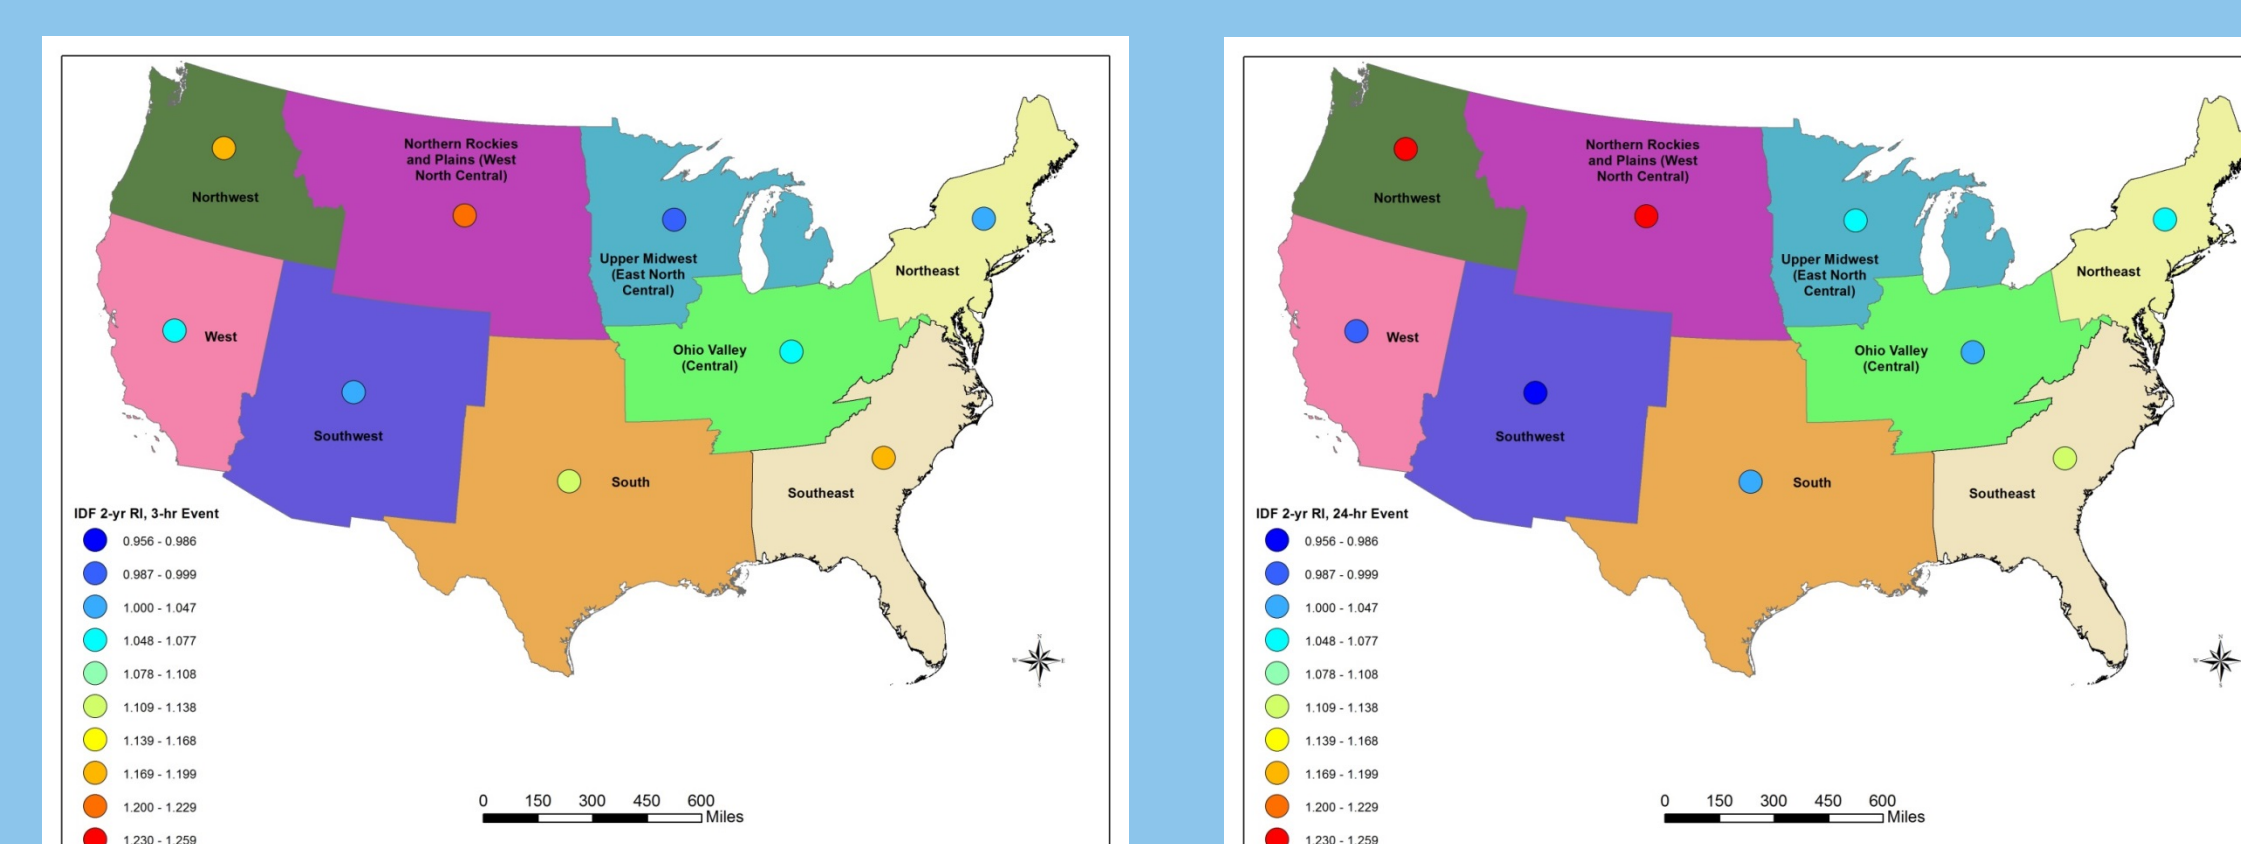 Northern Rockies
and Plains (West
North Central)
Northwest
Upper Midwest
(East North
Central)
Northeast
West
Ohio Valley
(Central)
Southwest
South
Southeast
IDF 2-yr RI, 3-hr Event
0.956 - 0.986
0.987 - 0.999
1.000 - 1.047
1.048 - 1.077
1.078 - 1.108
1.109 - 1.138
1.139 - 1.168
1.169 - 1.199
1.200 - 1.229
1.230 - 1.259
N
W E
S
0 150 300 450 600
Miles
Northern Rockies
and Plains (West
North Central)
Northwest
Upper Midwest
(East North
Central)
Northeast
West
Ohio Valley
(Central)
Southwest
South
Southeast
IDF 2-yr RI, 24-hr Event
0.956 - 0.986
0.987 - 0.999
1.000 - 1.047
1.048 - 1.077
1.078 - 1.108
1.109 - 1.138
1.139 - 1.168
1.169 - 1.199
1.200 - 1.229
1.230 - 1.259
N
W
S
0 150 300 450 600
Miles